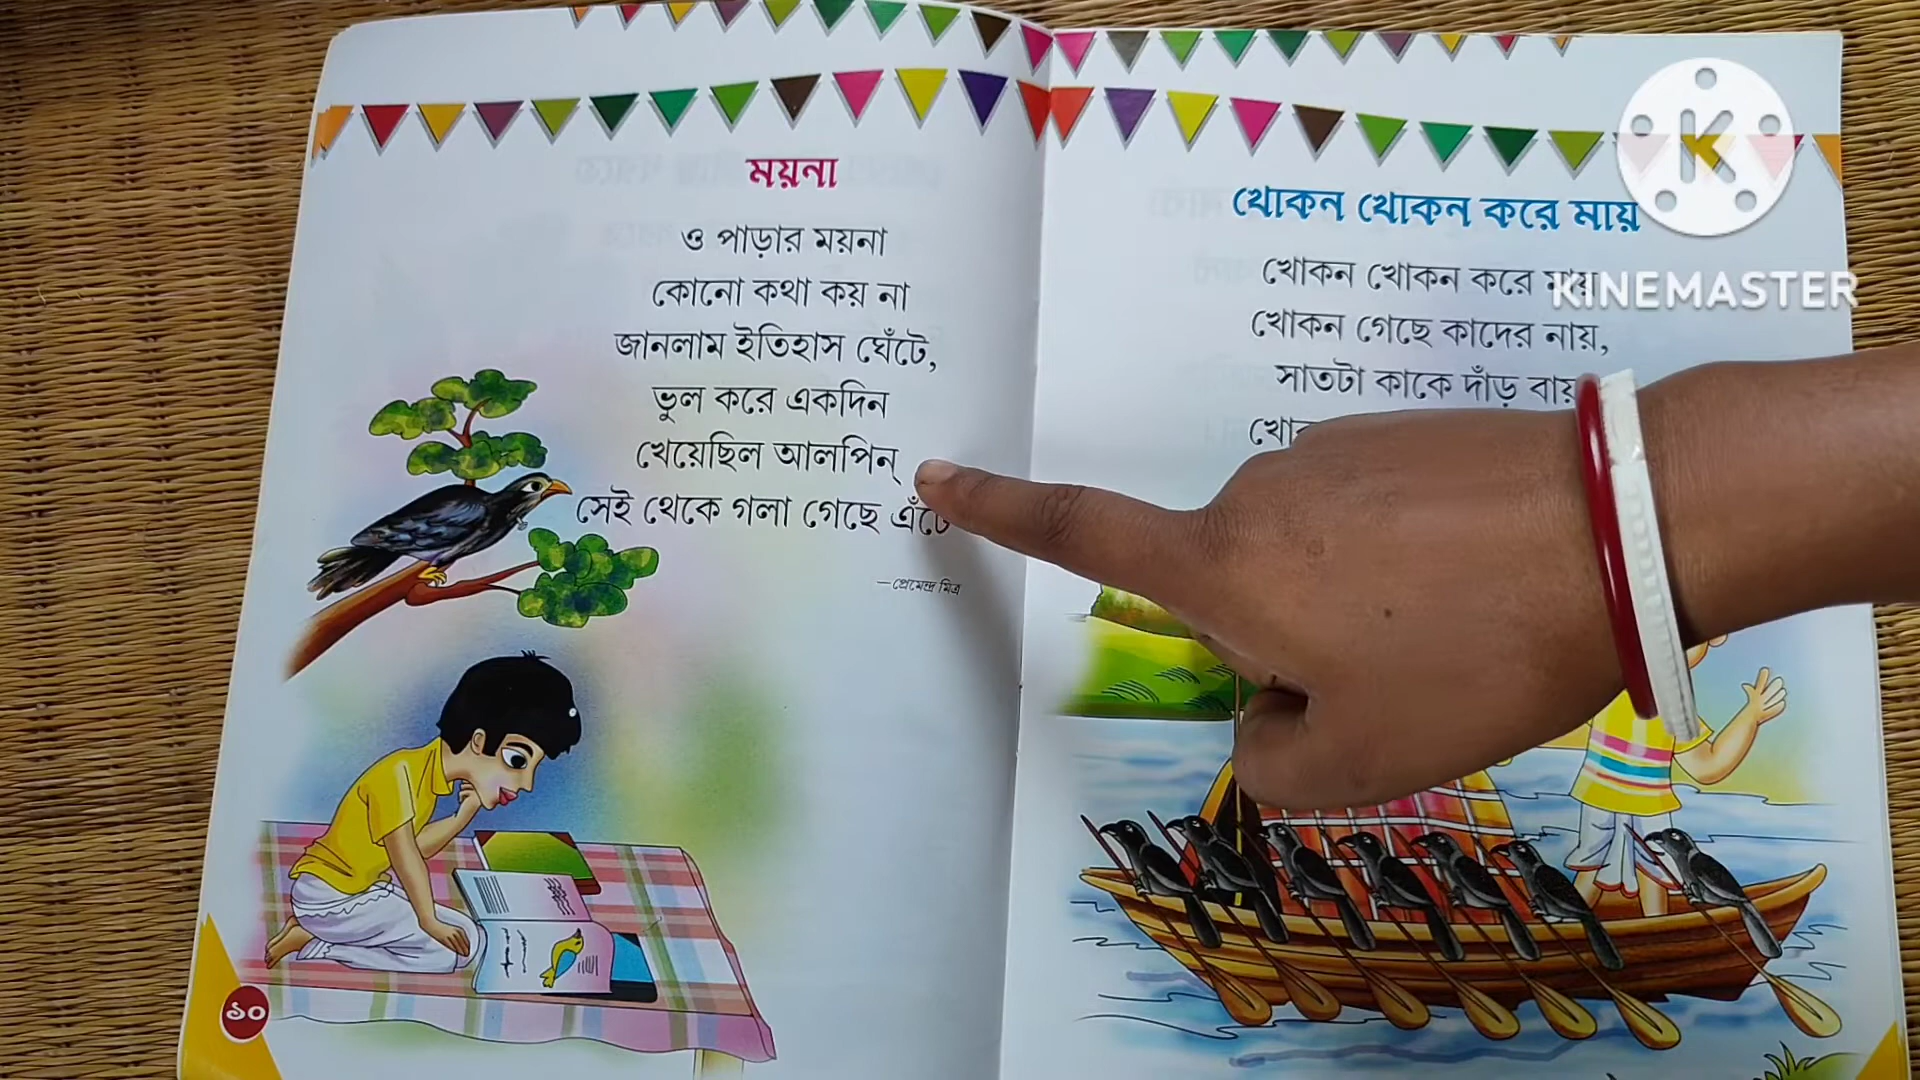 ময়না
ও পাড়ার ময়না
কোনো কথা কয় না
জানলাম ইতিহাস ঘেঁটে,
ভুল করে একদিন
খেয়েছিল আলপিন্
সেই থেকে গলা গেছে এঁটে
—প্রেমেন্দ্র মিত্র
১০
খোকন খোকন করে মায়
খোকন খোকন করে মায়
খোকন গেছে কাদের নায়,
সাতটা কাকে দাঁড় বায়
KINEMASTER